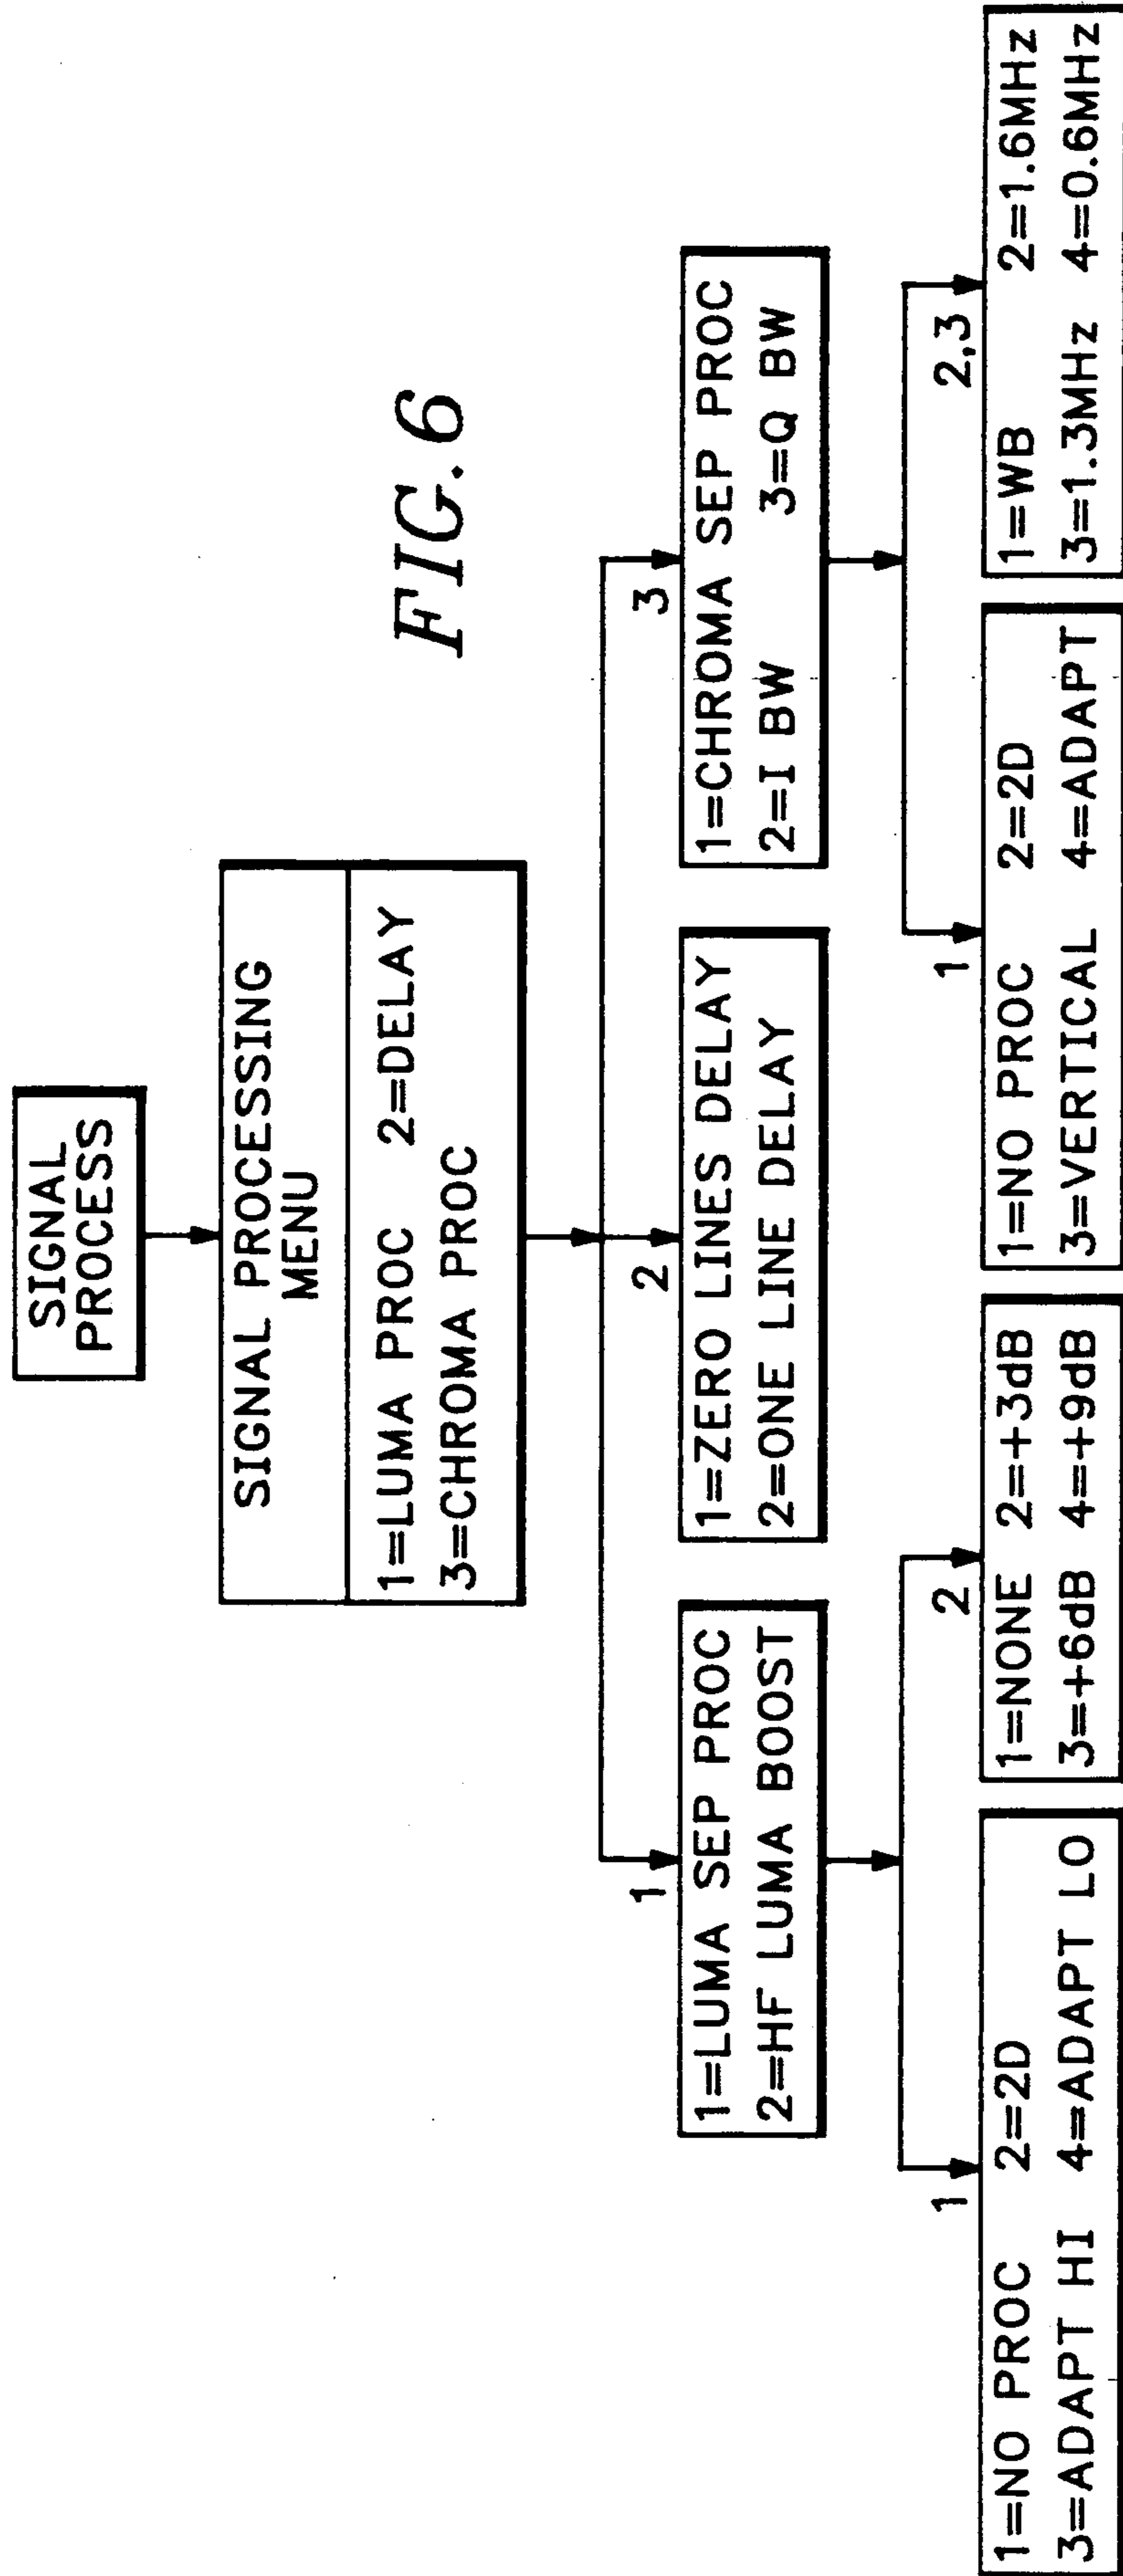 SIGNAL
PROCESS
SIGNAL PROCESSING
MENU
1=LUMA PROC 2=DELAY
3=CHROMA PROC
FIG. 6
1
2
3
1=LUMA SEP PROC
2=HF LUMA BOOST
1=ZERO LINES DELAY
2=ONE LINE DELAY
1=CHROMA SEP PROC
2=I BW 3=Q BW
1
2
1
2,3
1=NO PROC 2=2D
3=ADAPT HI 4=ADAPT LO
1=NONE 2=+3dB
3=+6dB 4=+9dB
1=NO PROC 2=2D
3=VERTICAL 4=ADAPT
1=WB 2=1.6MHz
3=1.3MHz 4=0.6MHz